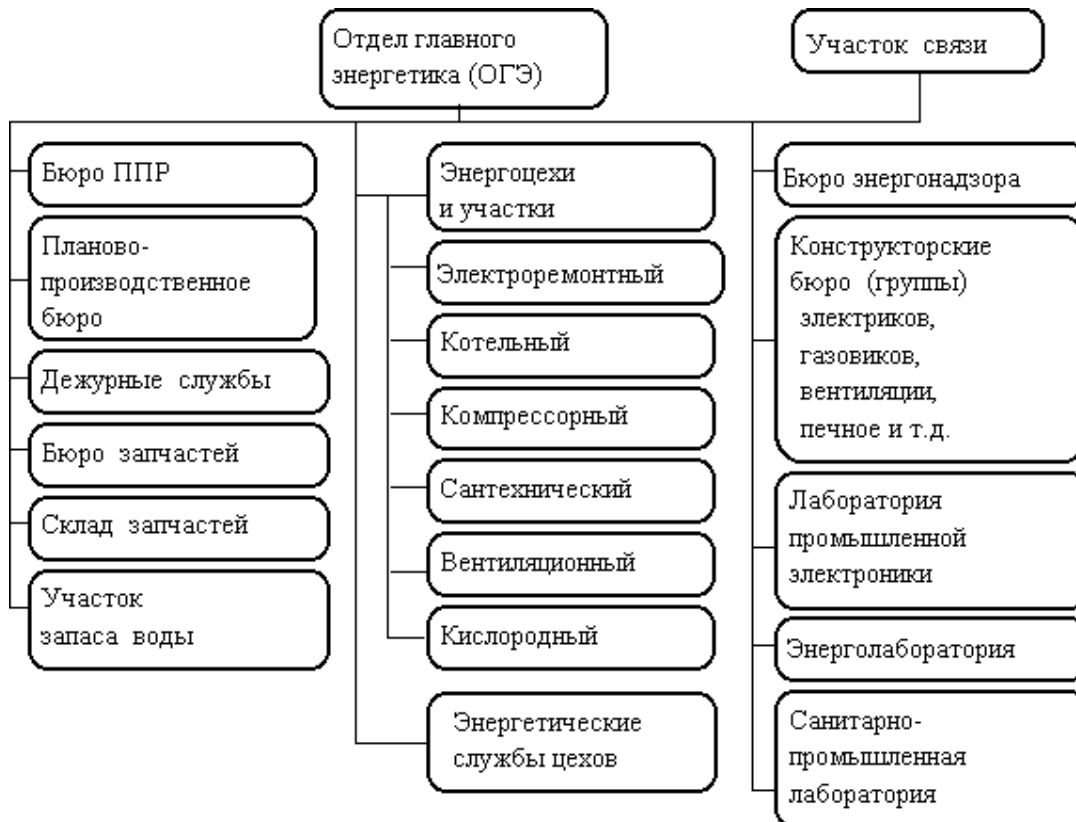 Отдел главного
энергетика (ОГЭ)
Участок связи
Бюро ППР
Планово-
производственное
бюро
Дежурные службы
Бюро запчастей
Склад запчастей
Участок
запаса воды
Энергоцехи
и участки
Электроремонтный
Котельный
Компрессорный
Сантехнический
Вентиляционный
Кислородный
Энергетические
службы цехов
Бюро энергонадзора
Конструкторские
бюро (группы)
электриков,
газовиков,
вентиляции,
печное и т.д.
Лаборатория
промышленной
электроники
Энерголаборатория
Санитарно-
промышленная
лаборатория